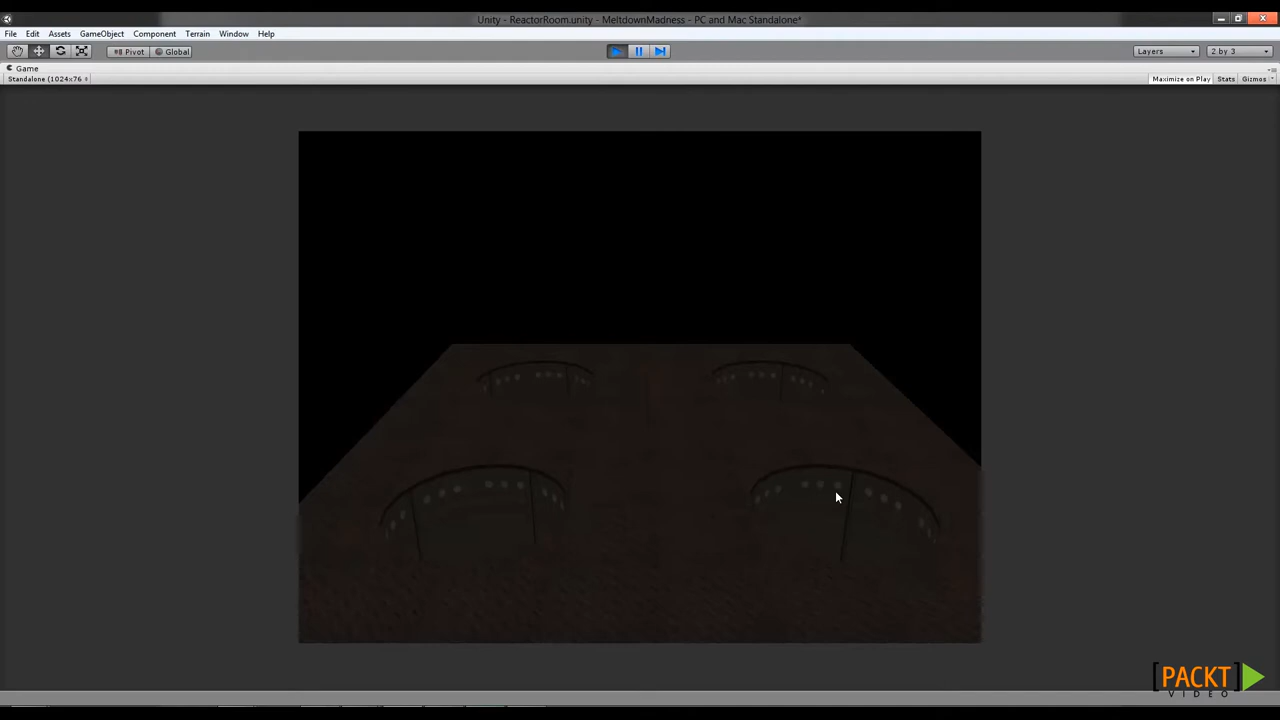 Unity - ReactorRoom.unity - MeltdownMadness - PC and Mac Standalone*
File Edit Assets GameObject Component Terrain Window Help
Pivot Global Layers 2 by 3
Game
Standalone (1024x76 Maximize on Play Stats Gizmos
[PACKT]
VIDEO